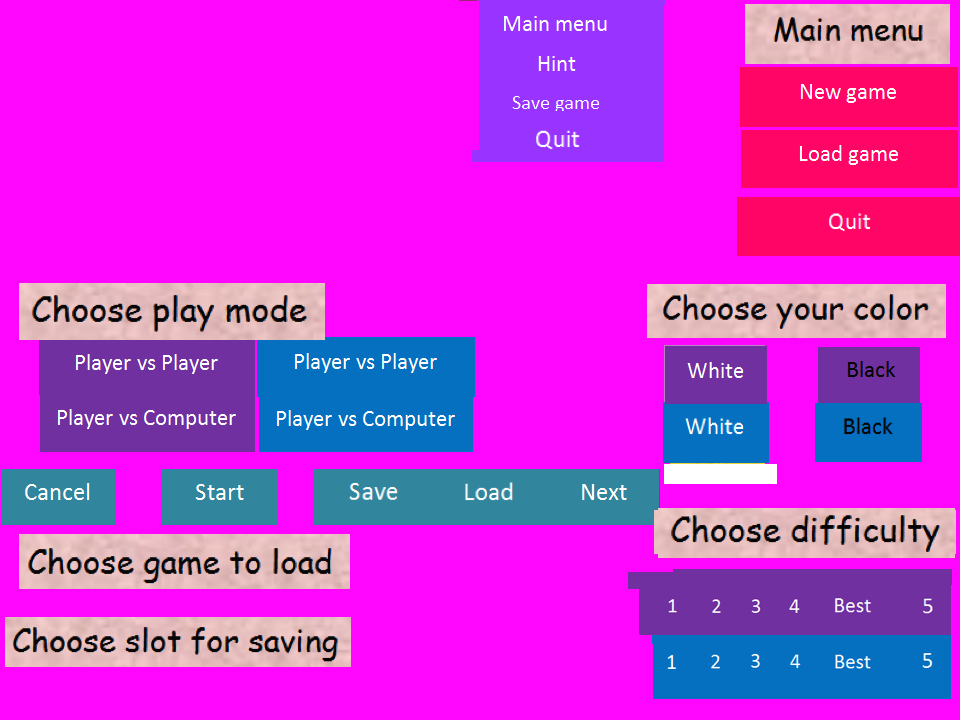 Main menu
Hint
Save game
Quit
Main menu
New game
Load game
Quit
Choose play mode
Player vs Player
Player vs Player
Player vs Computer
Player vs Computer
Choose your color
White Black
White Black
Cancel Start Save Load Next
Choose game to load
Choose slot for saving
Choose difficulty
1 2 3 4 Best 5
1 2 3 4 Best 5